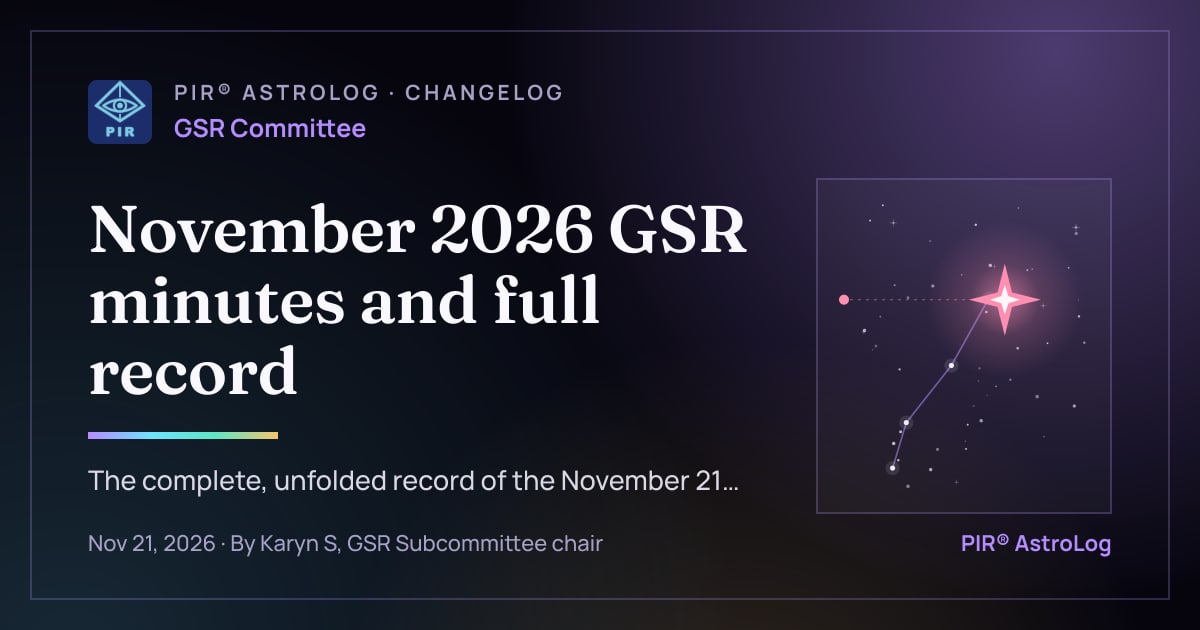 PIR® ASTROLOG · CHANGELOG
PIR
GSR Committee
November 2026 GSR
minutes and full
record
The complete, unfolded record of the November 21…
Nov 21, 2026 · By Karyn S, GSR Subcommittee chair
PIR® AstroLog